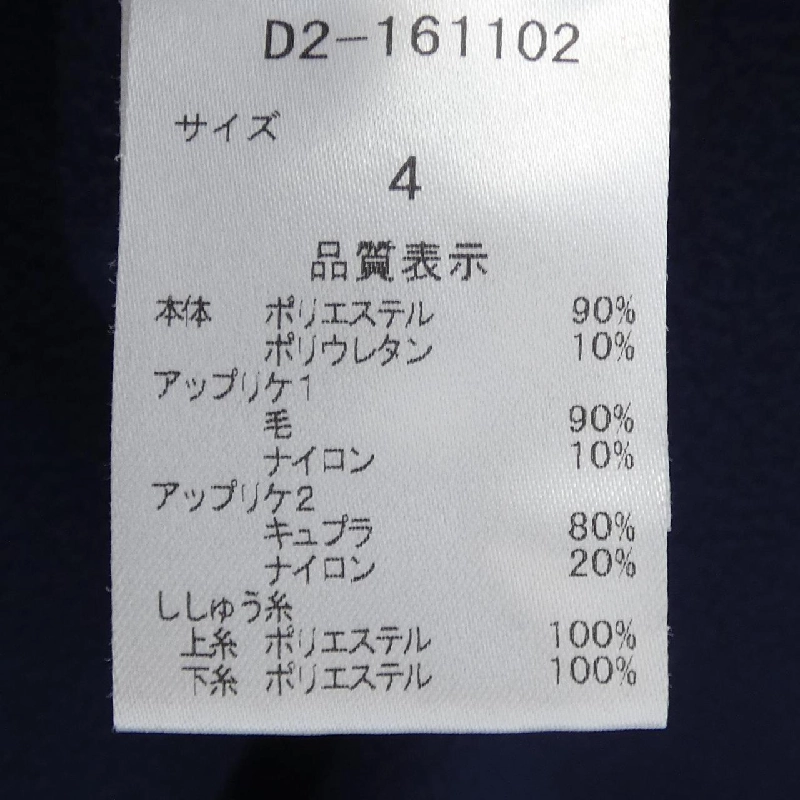 D2-161102
サイズ
4
品質表示
本体 ポリエステル 90%
ポリウレタン 10%
アップリケ1
毛 90%
ナイロン 10%
アップリケ2
キュプラ 80%
ナイロン 20%
ししゅう糸
上糸 ポリエステル 100%
下糸 ポリエステル 100%